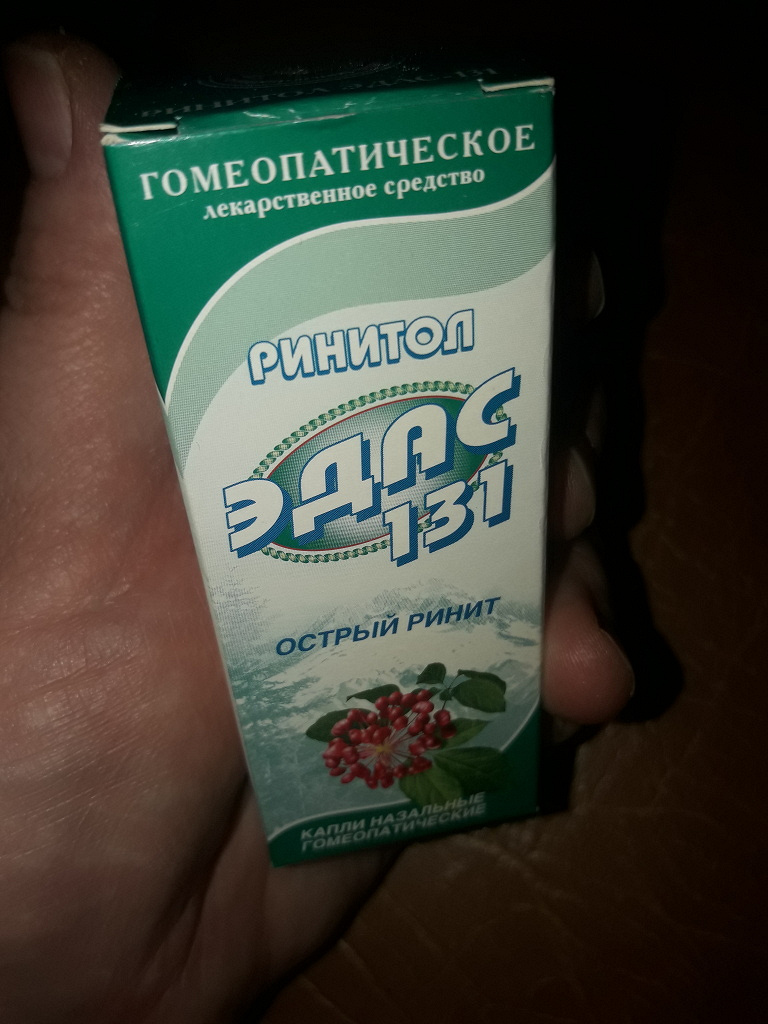 ГОМЕОПАТИЧЕСКОЕ
лекарственное средство
РИНИТОЛ
ЭДАС
131
ОСТРЫЙ РИНИТ
КАПЛИ НАЗАЛЬНЫЕ
ГОМЕОПАТИЧЕСКИЕ